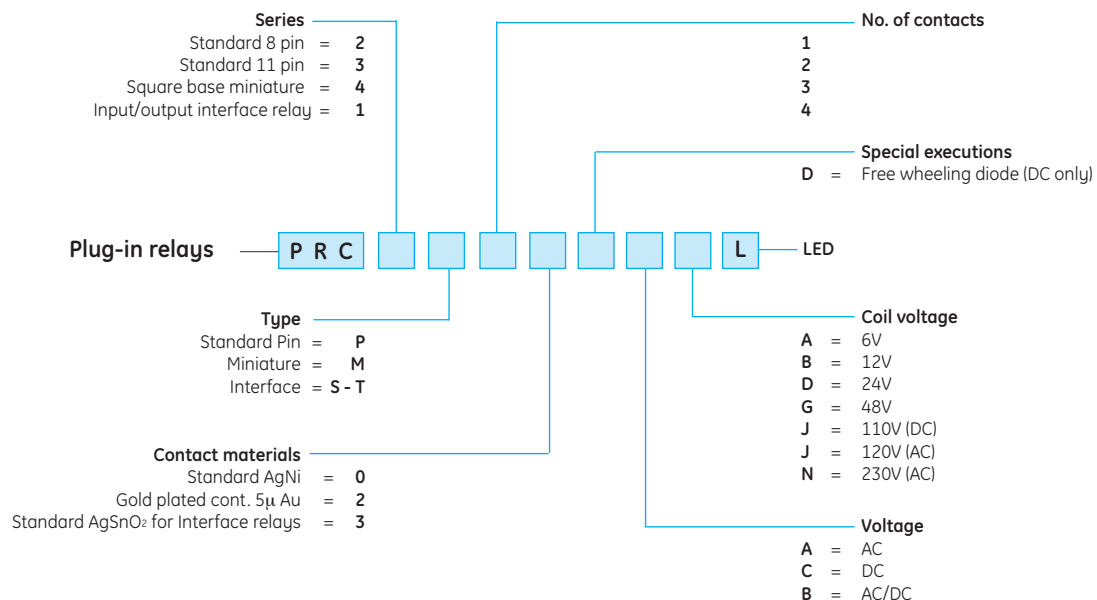 Series
Standard 8 pin = 2
Standard 11 pin = 3
Square base miniature = 4
Input/output interface relay = 1
No. of contacts
1
2
3
4
Special executions
D = Free wheeling diode (DC only)
Plug-in relays
P R C
L
LED
Type
Standard Pin = P
Miniature = M
Interface = S - T
Contact materials
Standard AgNi = 0
Gold plated cont. 5μ Au = 2
Standard AgSnO2 for Interface relays = 3
Coil voltage
A = 6V
B = 12V
D = 24V
G = 48V
J = 110V (DC)
J = 120V (AC)
N = 230V (AC)
Voltage
A = AC
C = DC
B = AC/DC